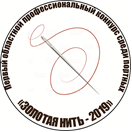 Первый областной профессиональный конкурс среди портных
«ЗОЛОТАЯ НИТЬ - 2019»